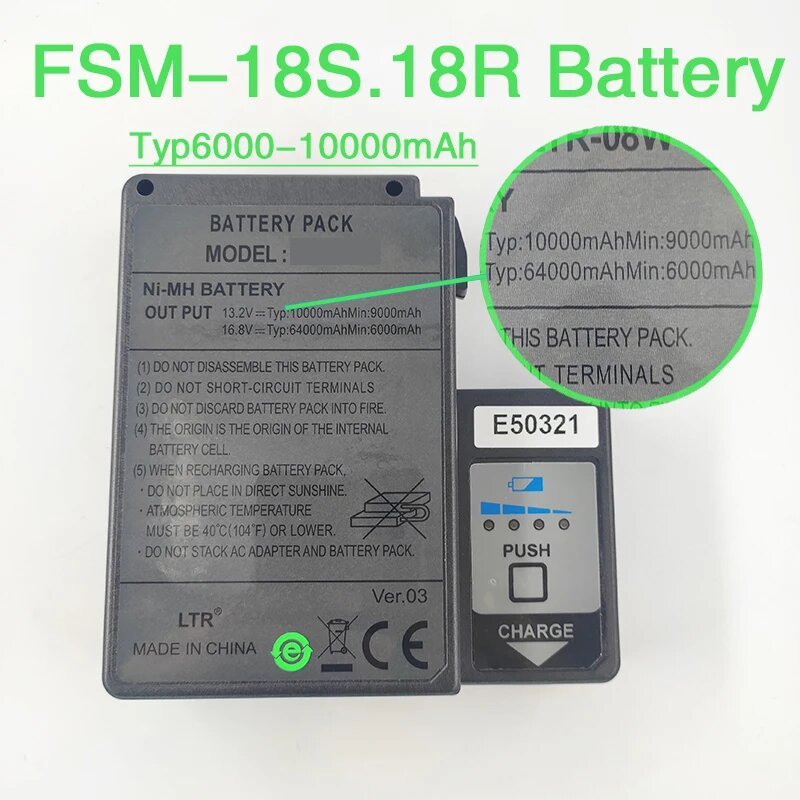 FSM-18S.18R Battery
Typ6000-10000mAh
TR-08W
Y
Typ:10000mAhMin:9000mAh
Typ:64000mAhMin:6000mAh
THIS BATTERY PACK.
CUIT TERMINALS
BATTERY PACK
MODEL :
Ni-MH BATTERY
OUT PUT 13.2V⎓Typ:10000mAhMin:9000mAh
16.8V⎓Typ:64000mAhMin:6000mAh
(1) DO NOT DISASSEMBLE THIS BATTERY PACK.
(2) DO NOT SHORT-CIRCUIT TERMINALS
(3) DO NOT DISCARD BATTERY PACK INTO FIRE.
(4) THE ORIGIN IS THE ORIGIN OF THE INTERNAL
BATTERY CELL.
(5) WHEN RECHARGING BATTERY PACK,
· DO NOT PLACE IN DIRECT SUNSHINE.
· ATMOSPHERIC TEMPERATURE
MUST BE 40℃(104°F) OR LOWER.
· DO NOT STACK AC ADAPTER AND BATTERY PACK.
Ver.03
LTR®
MADE IN CHINA
e
CE
E50321
PUSH
CHARGE